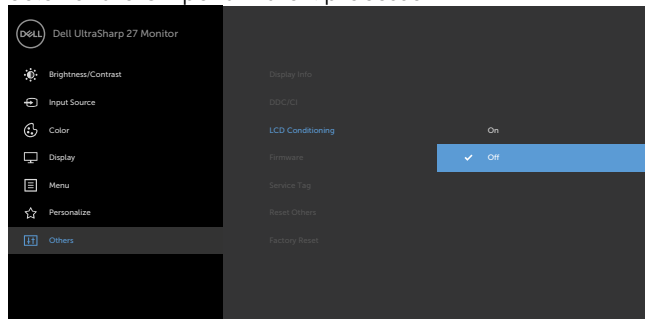 DELL
Dell UltraSharp 27 Monitor
Brightness/Contrast
Input Source
Color
Display
Menu
Personalize
Others
Display Info
DDC/CI
LCD Conditioning
Firmware
Service Tag
Reset Others
Factory Reset
On
Off